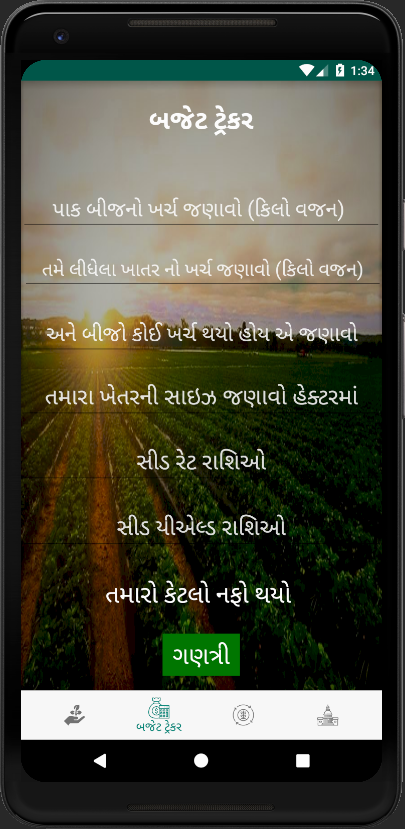 1:34
બજેટ ટ્રેકર
પાક બીજનો ખર્ચ જણાવો (કિલો વજન)
તમે લીધેલા ખાતર નો ખર્ચ જણાવો (કિલો વજન)
અને બીજો કોઈ ખર્ચ થયો હોય એ જણાવો
તમારા ખેતરની સાઇઝ જણાવો હેક્ટરમાં
સીડ રેટ રાશિઓ
સીડ યીએલ્ડ રાશિઓ
તમારો કેટલો નફો થયો
ગણત્રી
બજેટ ટ્રેકર